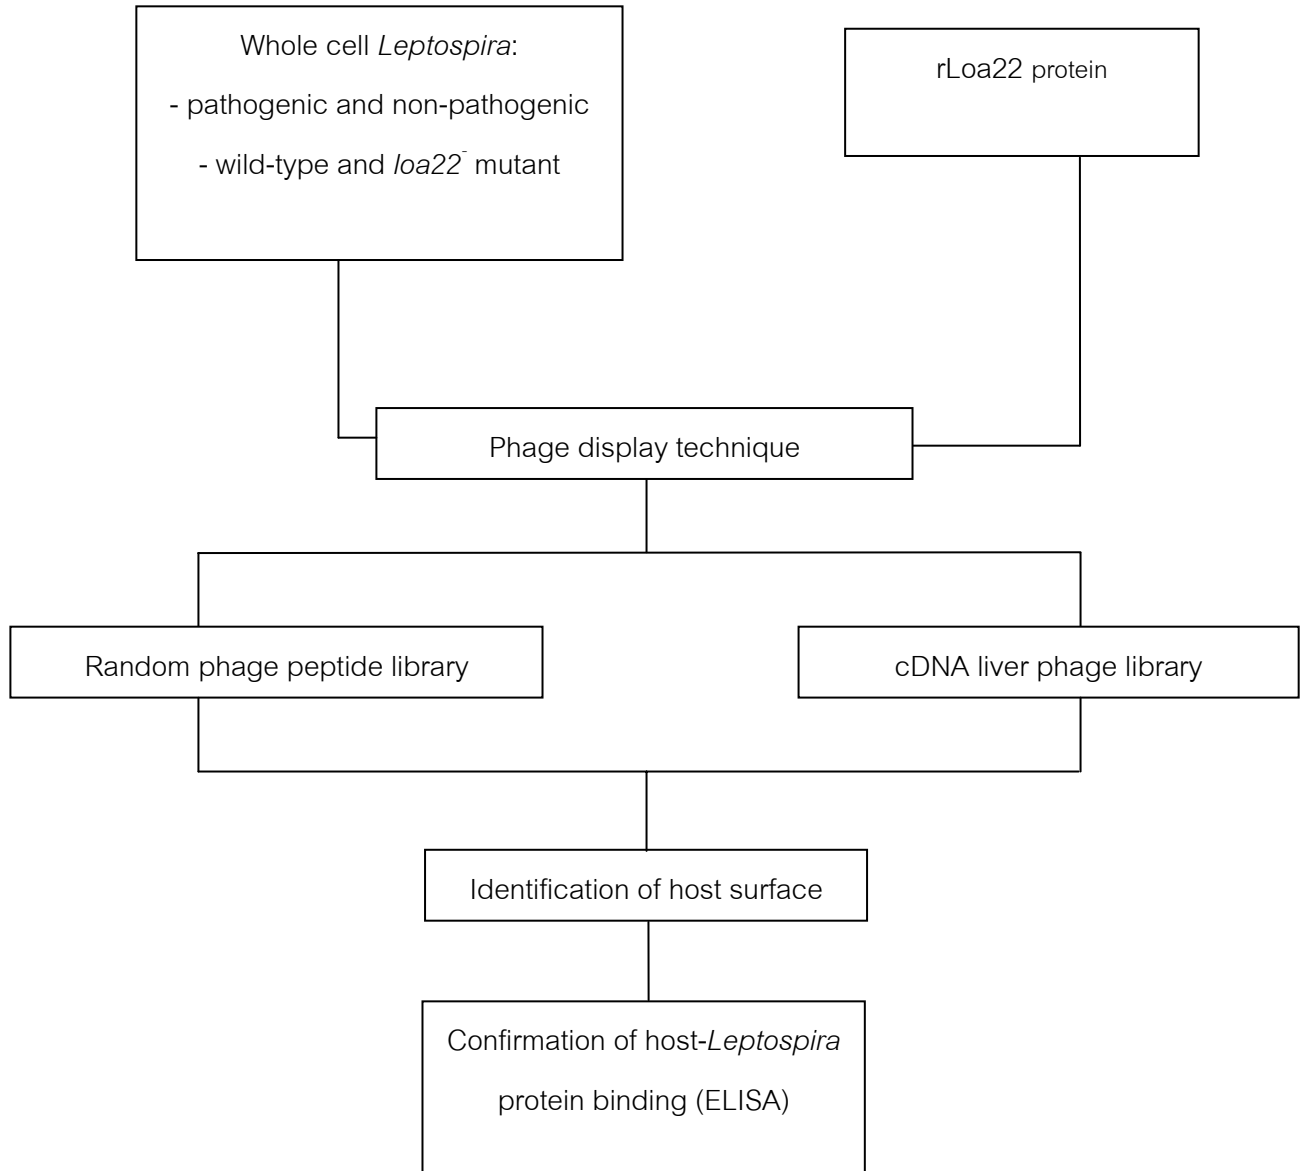 Whole cell Leptospira:
- pathogenic and non-pathogenic
- wild-type and loa22⁻ mutant
rLoa22 protein
Phage display technique
Random phage peptide library
cDNA liver phage library
Identification of host surface
Confirmation of host-Leptospira
protein binding (ELISA)